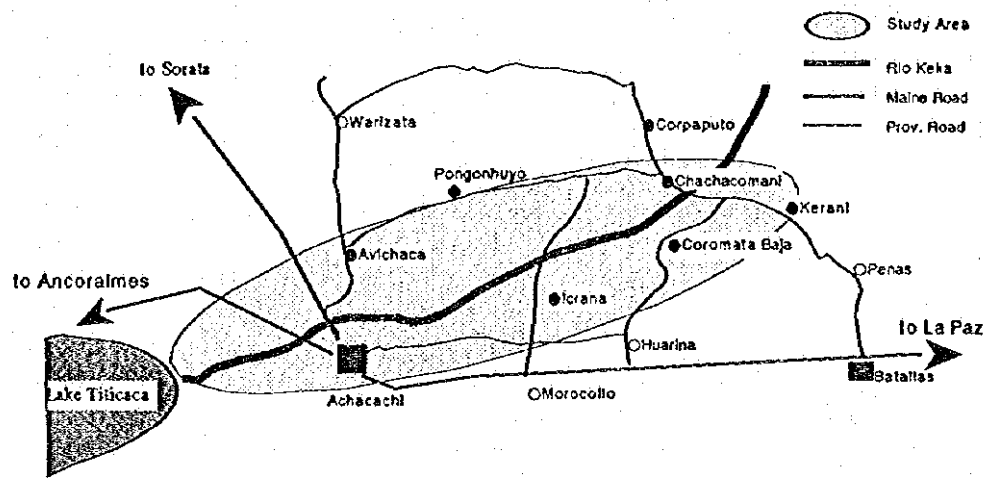 Study Area
to Sorata
Rio Keka
Maine Road
Warizata
Corpaputo
Prov. Road
Pongonhuyo
Chachacomani
Kerani
Avichaca
Coromata Baja
to Ancoraimes
Penas
Icrana
to La Paz
Huarina
Lake Titicaca
Batallas
Achacachi
Morocollo